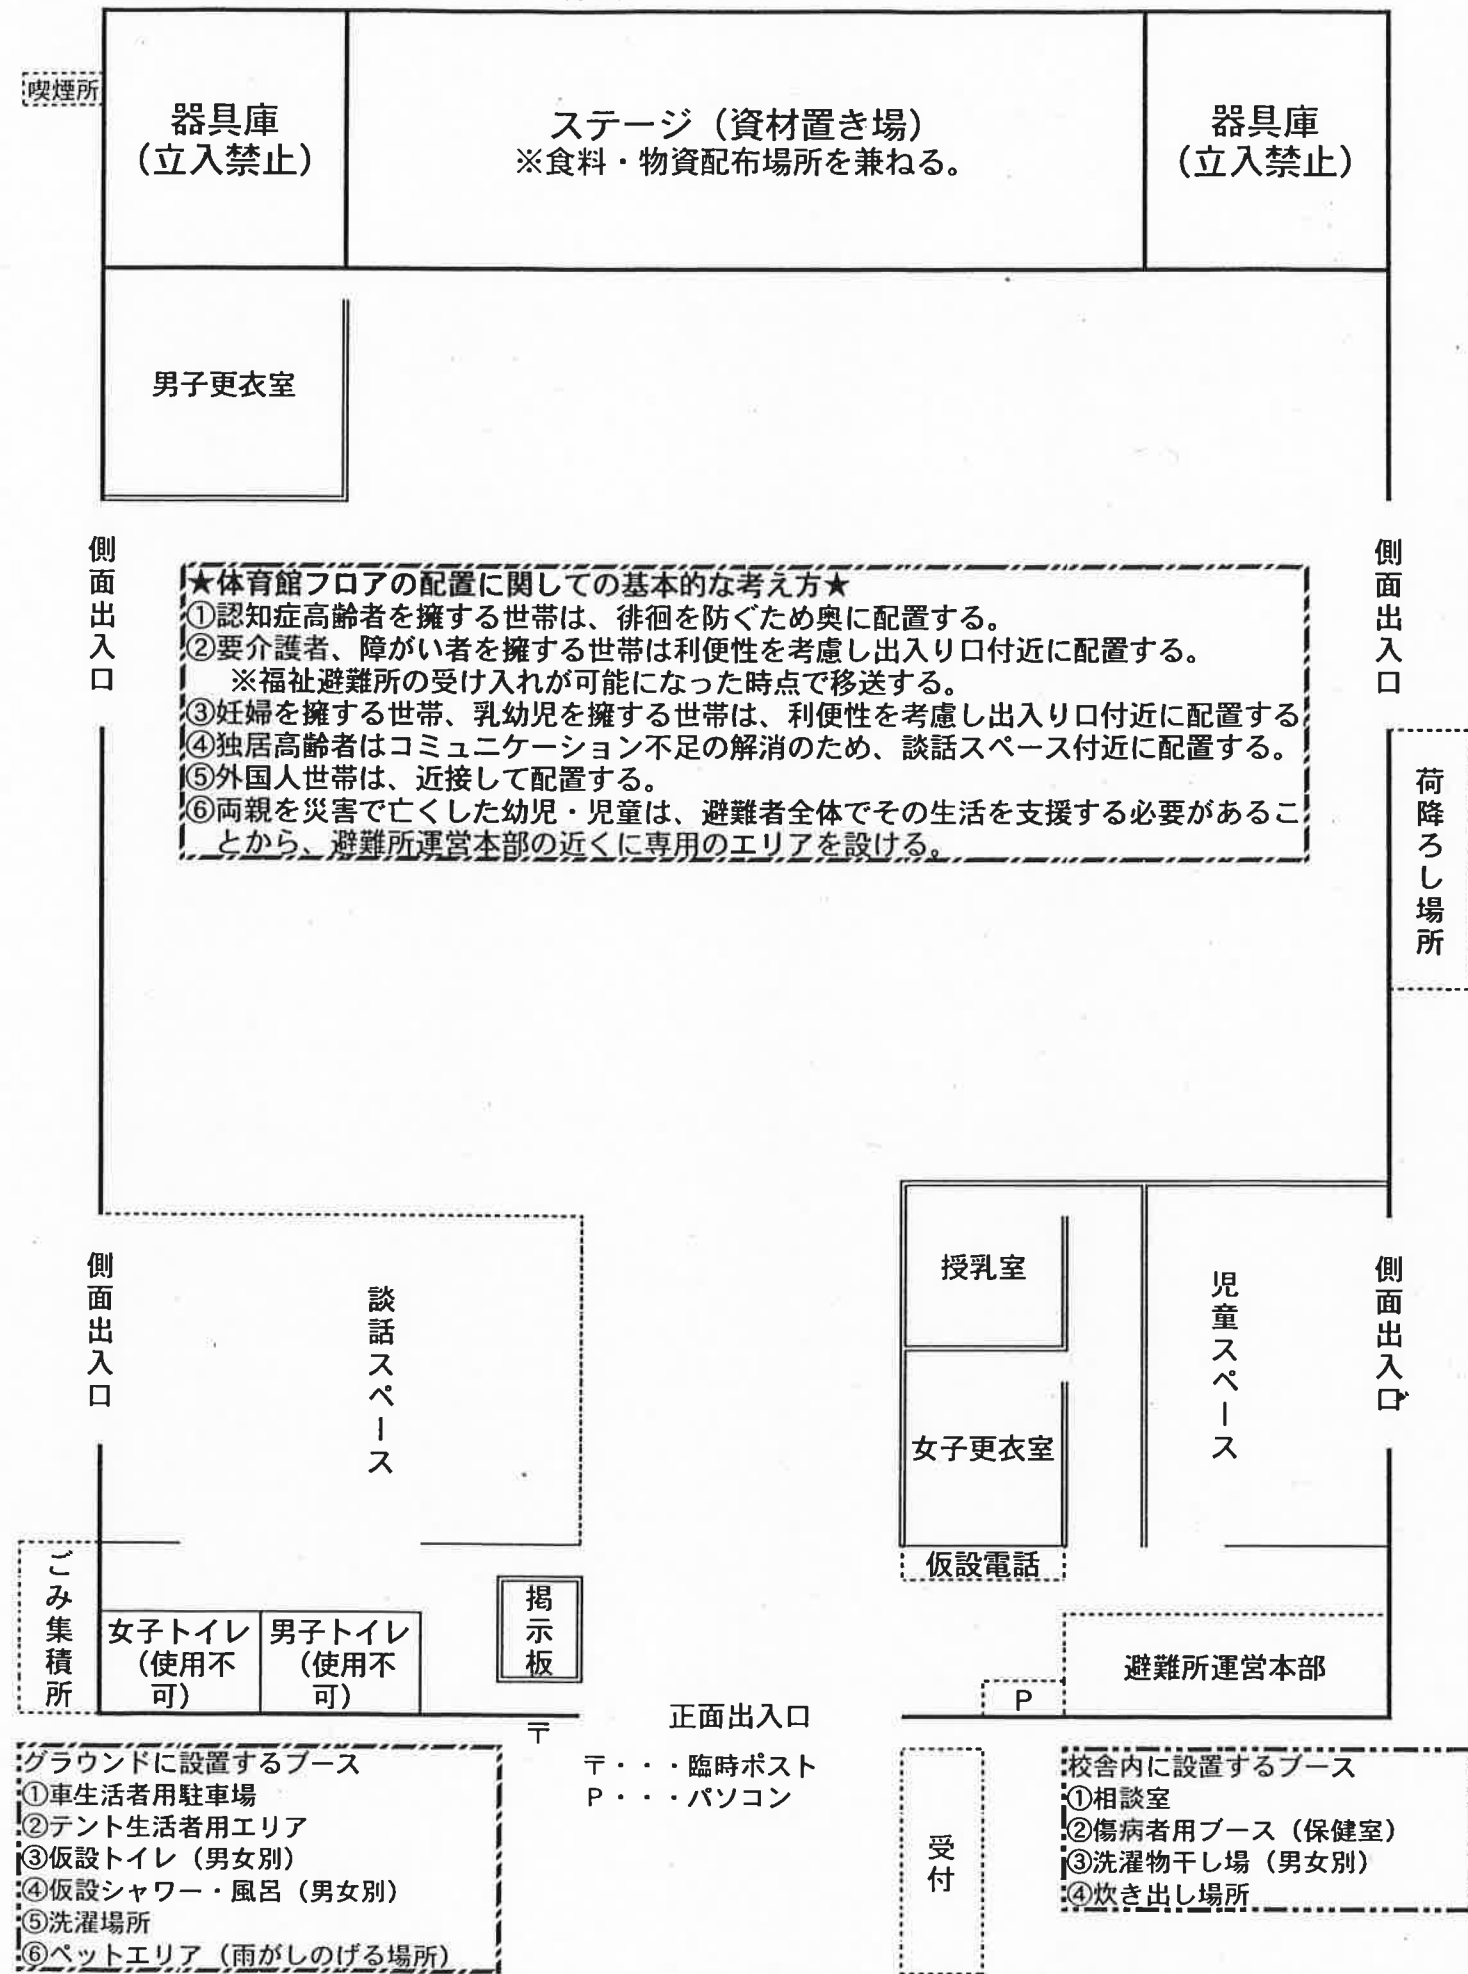 喫煙所
器具庫
（立入禁止）
ステージ（資材置き場）
※食料・物資配布場所を兼ねる。
器具庫
（立入禁止）
男子更衣室
側面出入口
側面出入口
★体育館フロアの配置に関しての基本的な考え方★
①認知症高齢者を擁する世帯は、徘徊を防ぐため奥に配置する。
②要介護者、障がい者を擁する世帯は利便性を考慮し出入り口付近に配置する。
※福祉避難所の受け入れが可能になった時点で移送する。
③妊婦を擁する世帯、乳幼児を擁する世帯は、利便性を考慮し出入り口付近に配置する
④独居高齢者はコミュニケーション不足の解消のため、談話スペース付近に配置する。
⑤外国人世帯は、近接して配置する。
⑥両親を災害で亡くした幼児・児童は、避難者全体でその生活を支援する必要があるこ
とから、避難所運営本部の近くに専用のエリアを設ける。
荷降ろし場所
側面出入口
談話スペース
授乳室
児童スペース
側面出入口
女子更衣室
仮設電話
ごみ集積所
女子トイレ
（使用不
可）
男子トイレ
（使用不
可）
掲示板
避難所運営本部
P
正面出入口
〒
〒・・・臨時ポスト
P・・・パソコン
受付
グラウンドに設置するブース
①車生活者用駐車場
②テント生活者用エリア
③仮設トイレ（男女別）
④仮設シャワー・風呂（男女別）
⑤洗濯場所
⑥ペットエリア（雨がしのげる場所）
校舎内に設置するブース
①相談室
②傷病者用ブース（保健室）
③洗濯物干し場（男女別）
④炊き出し場所